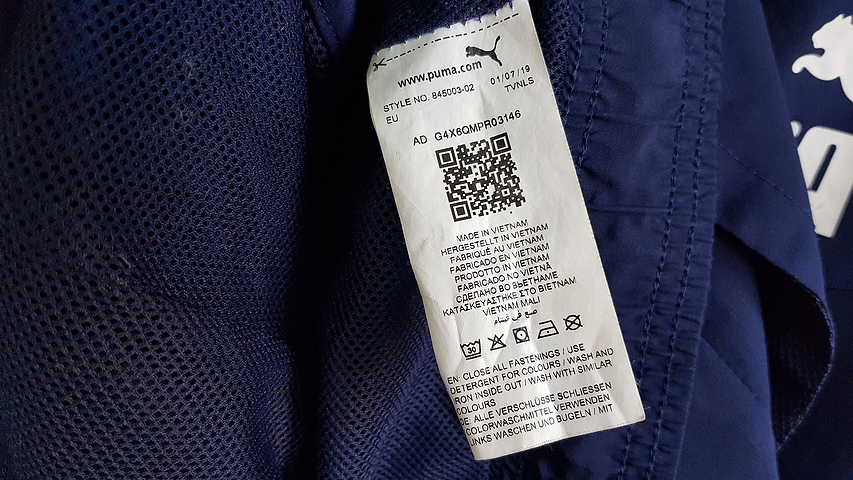 www.puma.com
STYLE NO. 845003-02 01/07/19
EU TVNLS
AD G4X6QMPR03146
MADE IN VIETNAM
HERGESTELLT IN VIETNAM
FABRIQUÉ AU VIETNAM
FABRICADO EN VIETNAM
PRODOTTO IN VIETNAM
FABRICADO NO VIETNÃ
СДЕЛАНО ВО ВЬЕТНАМЕ
ΚΑΤΑΣΚΕΥΑΣΤΗΚΕ ΣΤΟ ΒΙΕΤΝΑΜ
VIETNAM MALI
صنع في فيتنام
30
EN: CLOSE ALL FASTENINGS / USE
DETERGENT FOR COLOURS / WASH AND
IRON INSIDE OUT / WASH WITH SIMILAR
COLOURS
DE: ALLE VERSCHLÜSSE SCHLIESSEN
COLORWASCHMITTEL VERWENDEN
LINKS WASCHEN UND BÜGELN / MIT